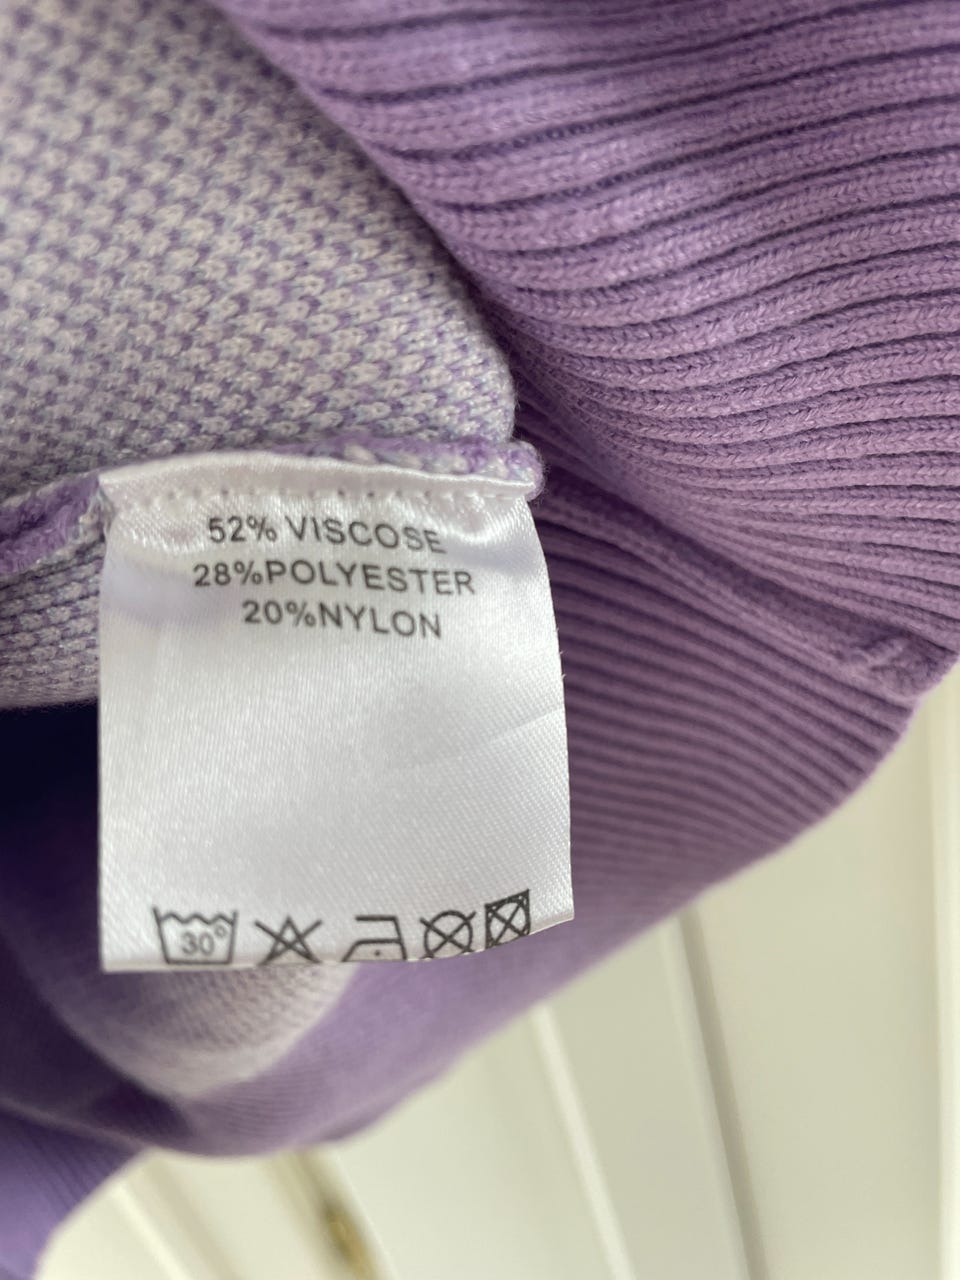 52% VISCOSE
28%POLYESTER
20%NYLON
30°